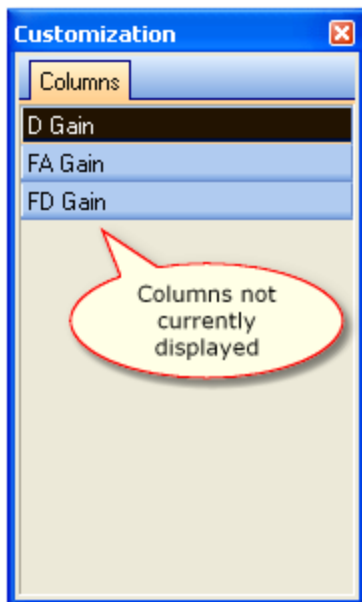 Customization
Columns
D Gain
FA Gain
FD Gain
Columns not
currently
displayed